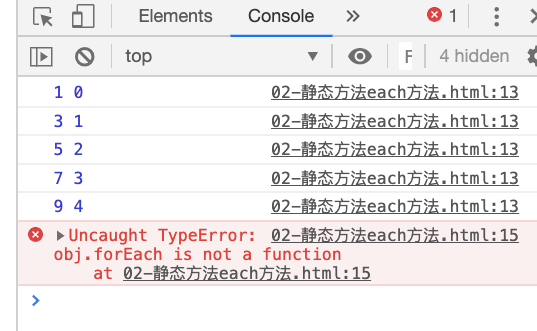 Elements Console » 1
top F 4 hidden
1 0 02-静态方法each方法.html:13
3 1 02-静态方法each方法.html:13
5 2 02-静态方法each方法.html:13
7 3 02-静态方法each方法.html:13
9 4 02-静态方法each方法.html:13
Uncaught TypeError: 02-静态方法each方法.html:15
obj.forEach is not a function
at 02-静态方法each方法.html:15